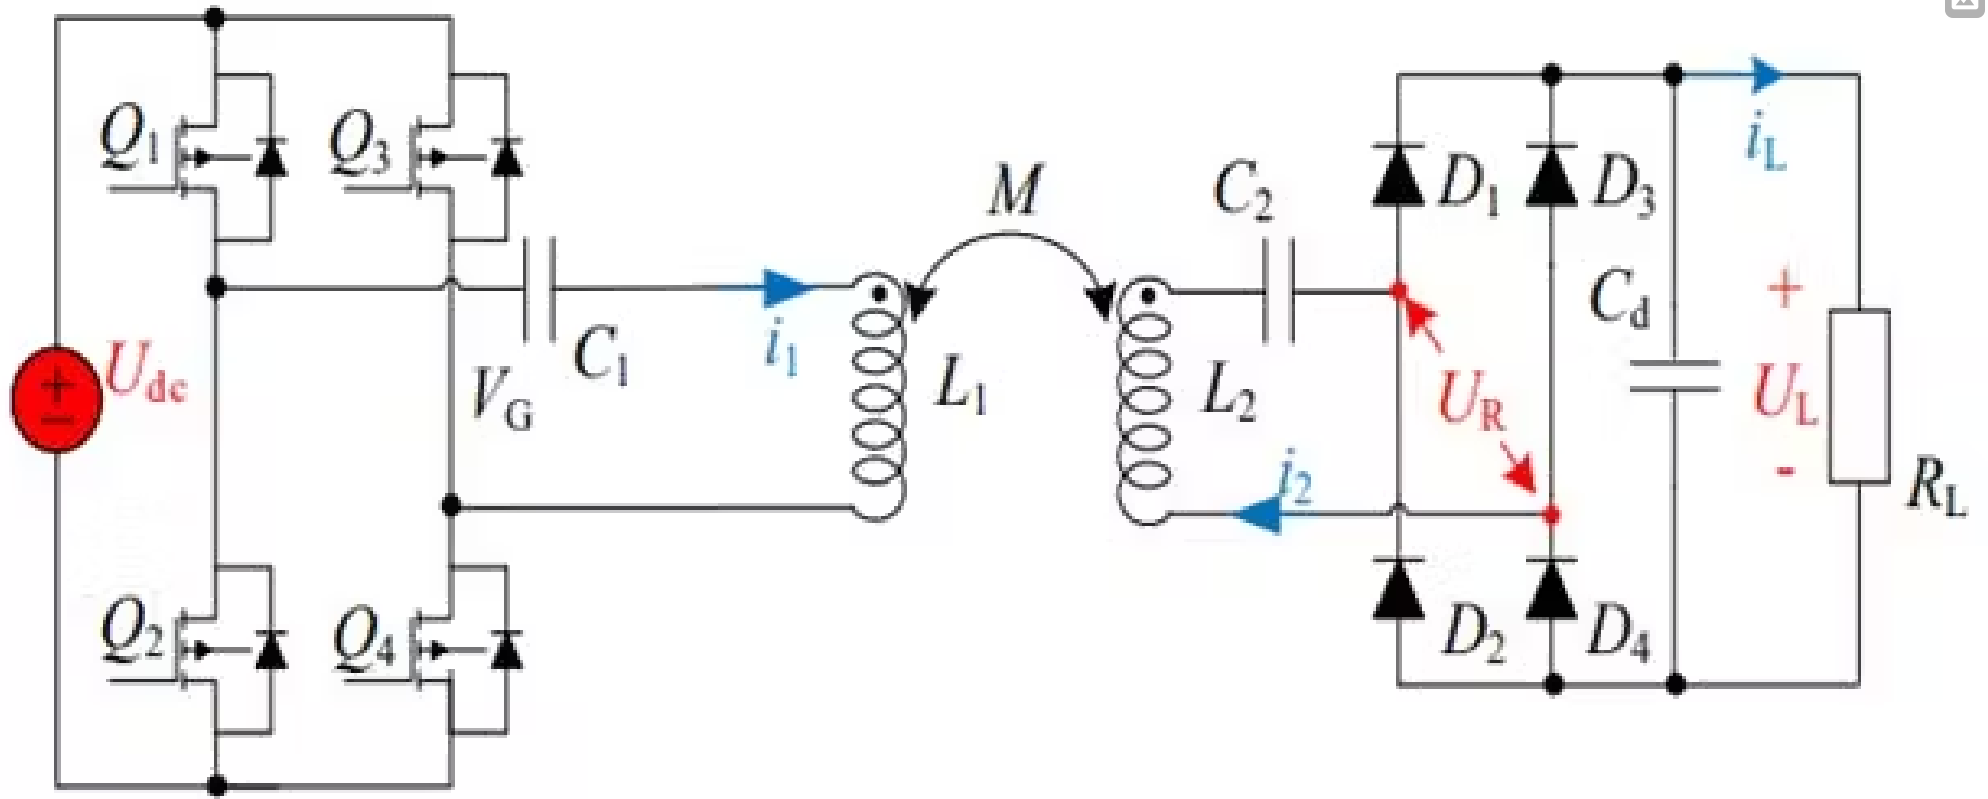 Q1
Q3
M
C2
D1
D3
iL
+
Cd
Udc
+
−
VG
C1
i1
L1
L2
UR
UL
-
i2
RL
Q2
Q4
D2
D4